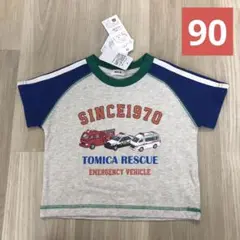 90
SINCE1970
TOMICA RESCUE
EMERGENCY VEHICLE